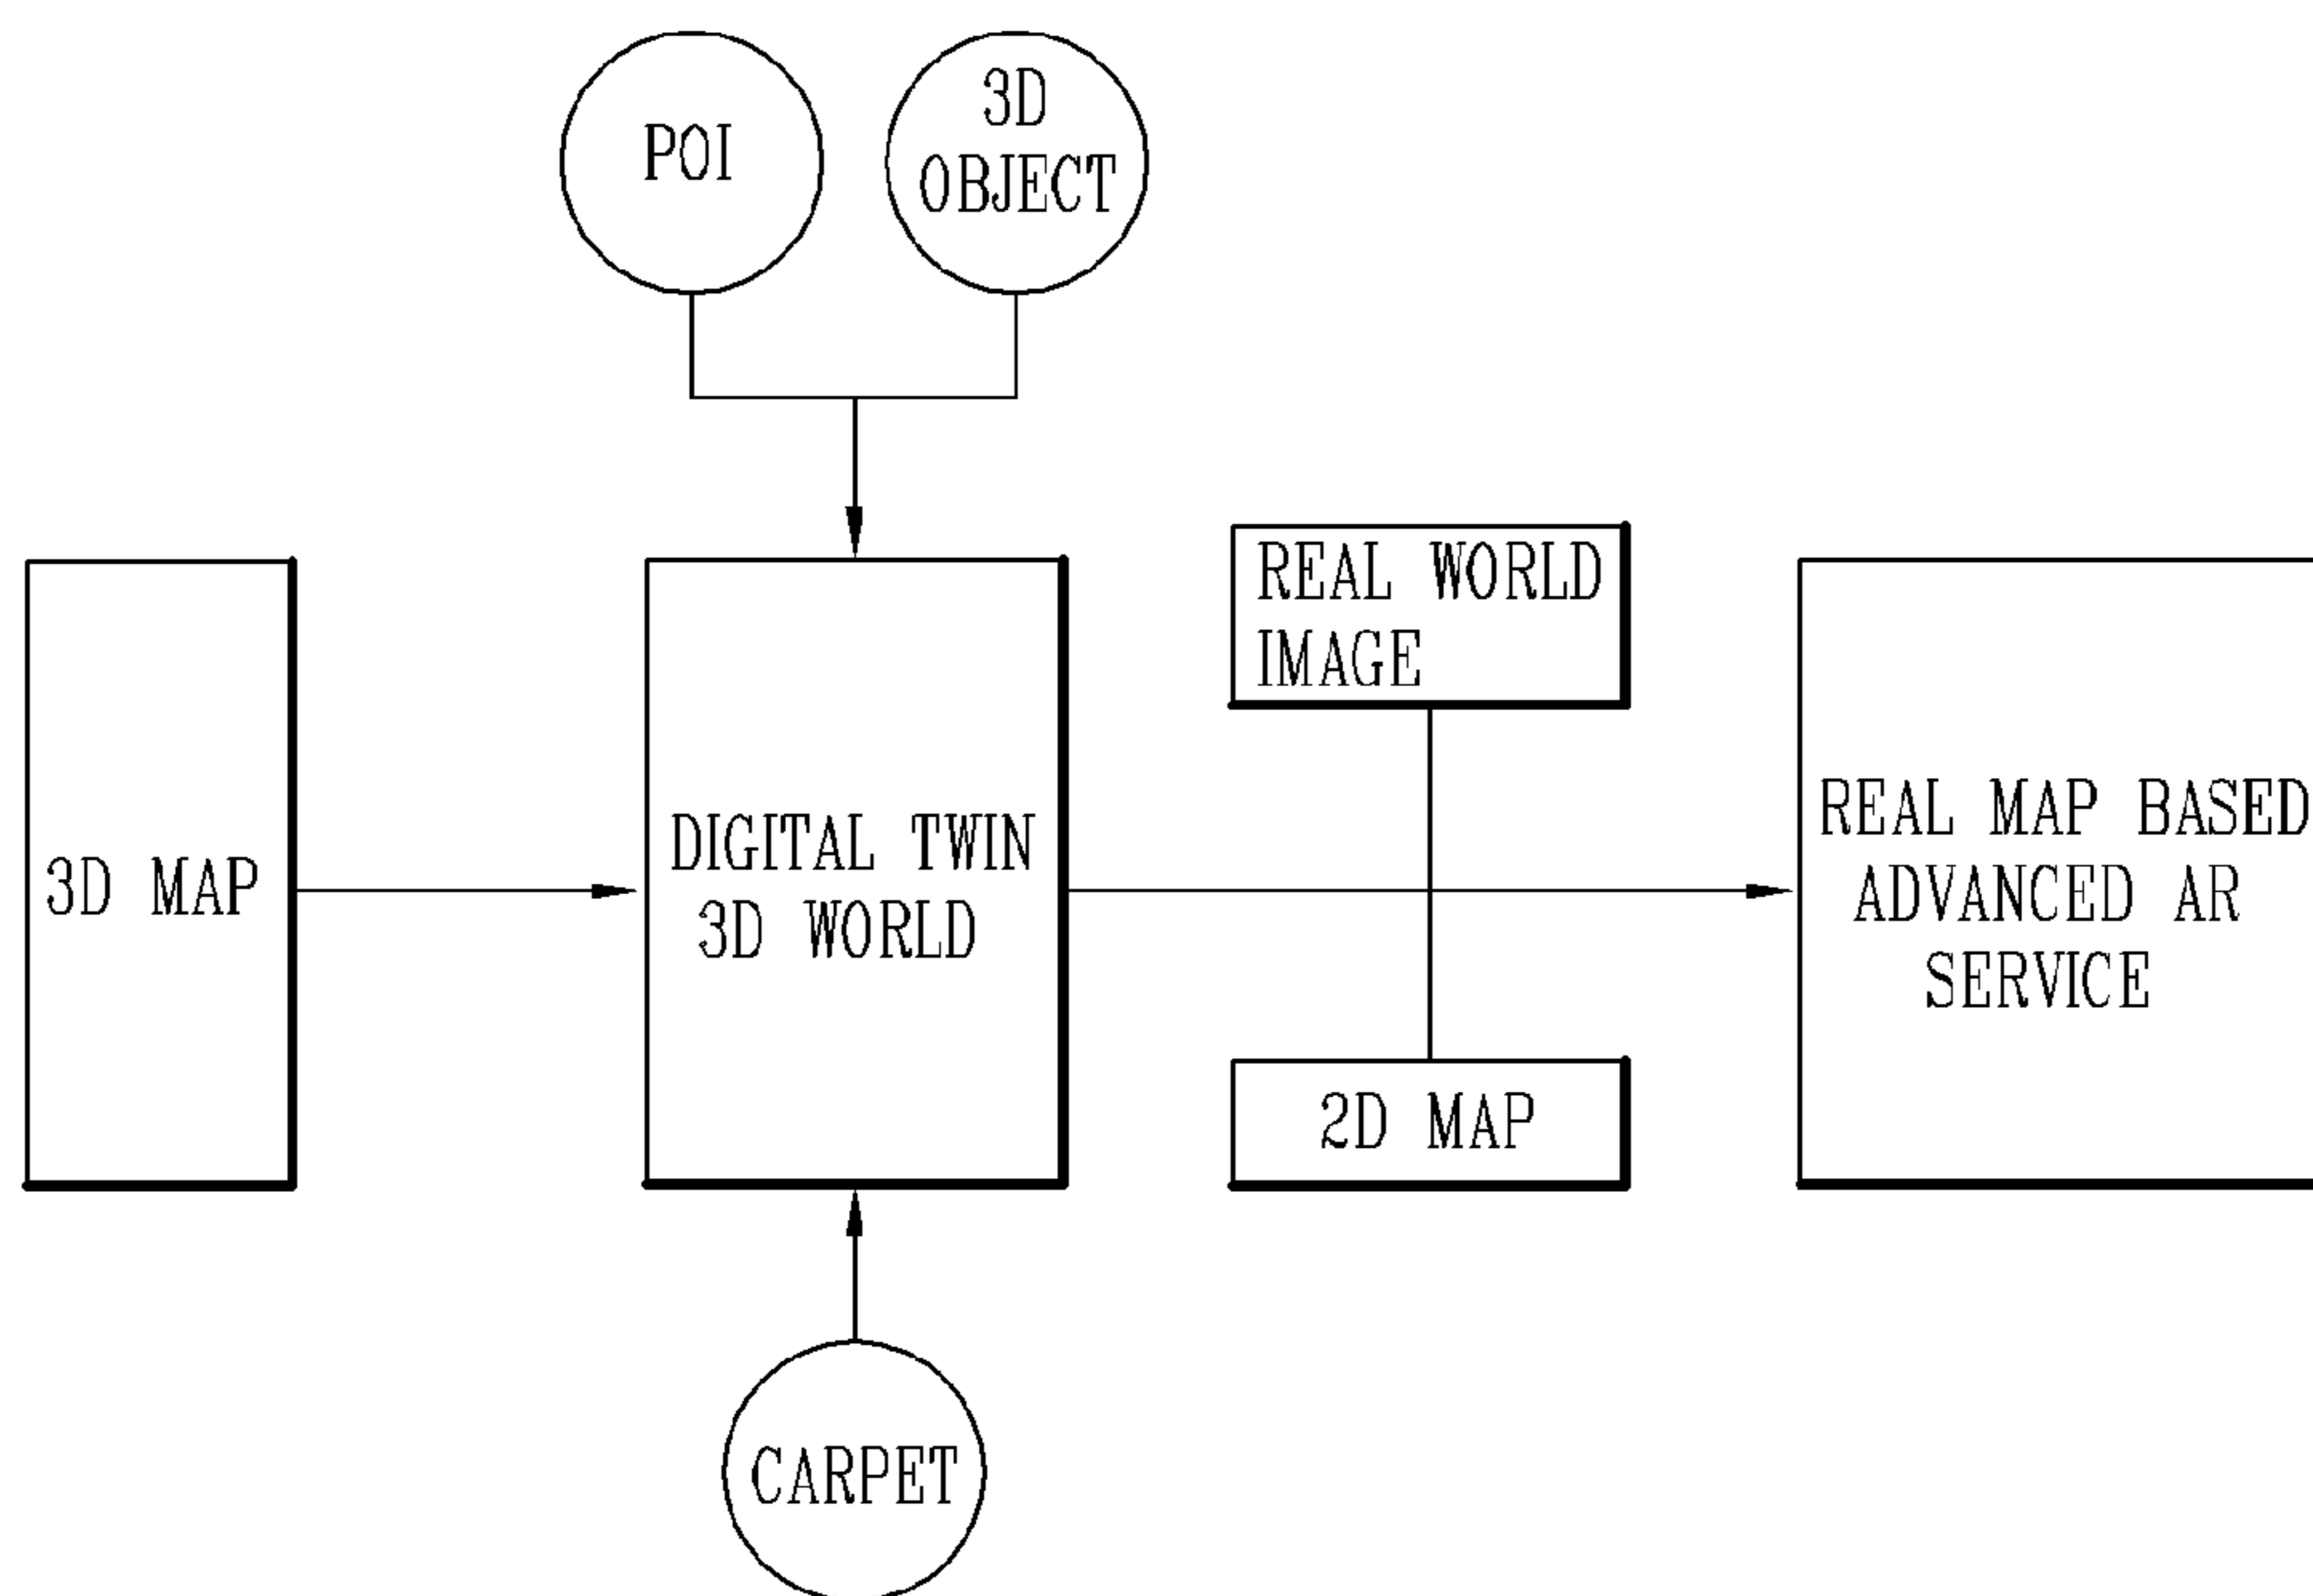 POI
3D
OBJECT
3D MAP
DIGITAL TWIN
3D WORLD
REAL WORLD
IMAGE
2D MAP
REAL MAP BASED
ADVANCED AR
SERVICE
CARPET